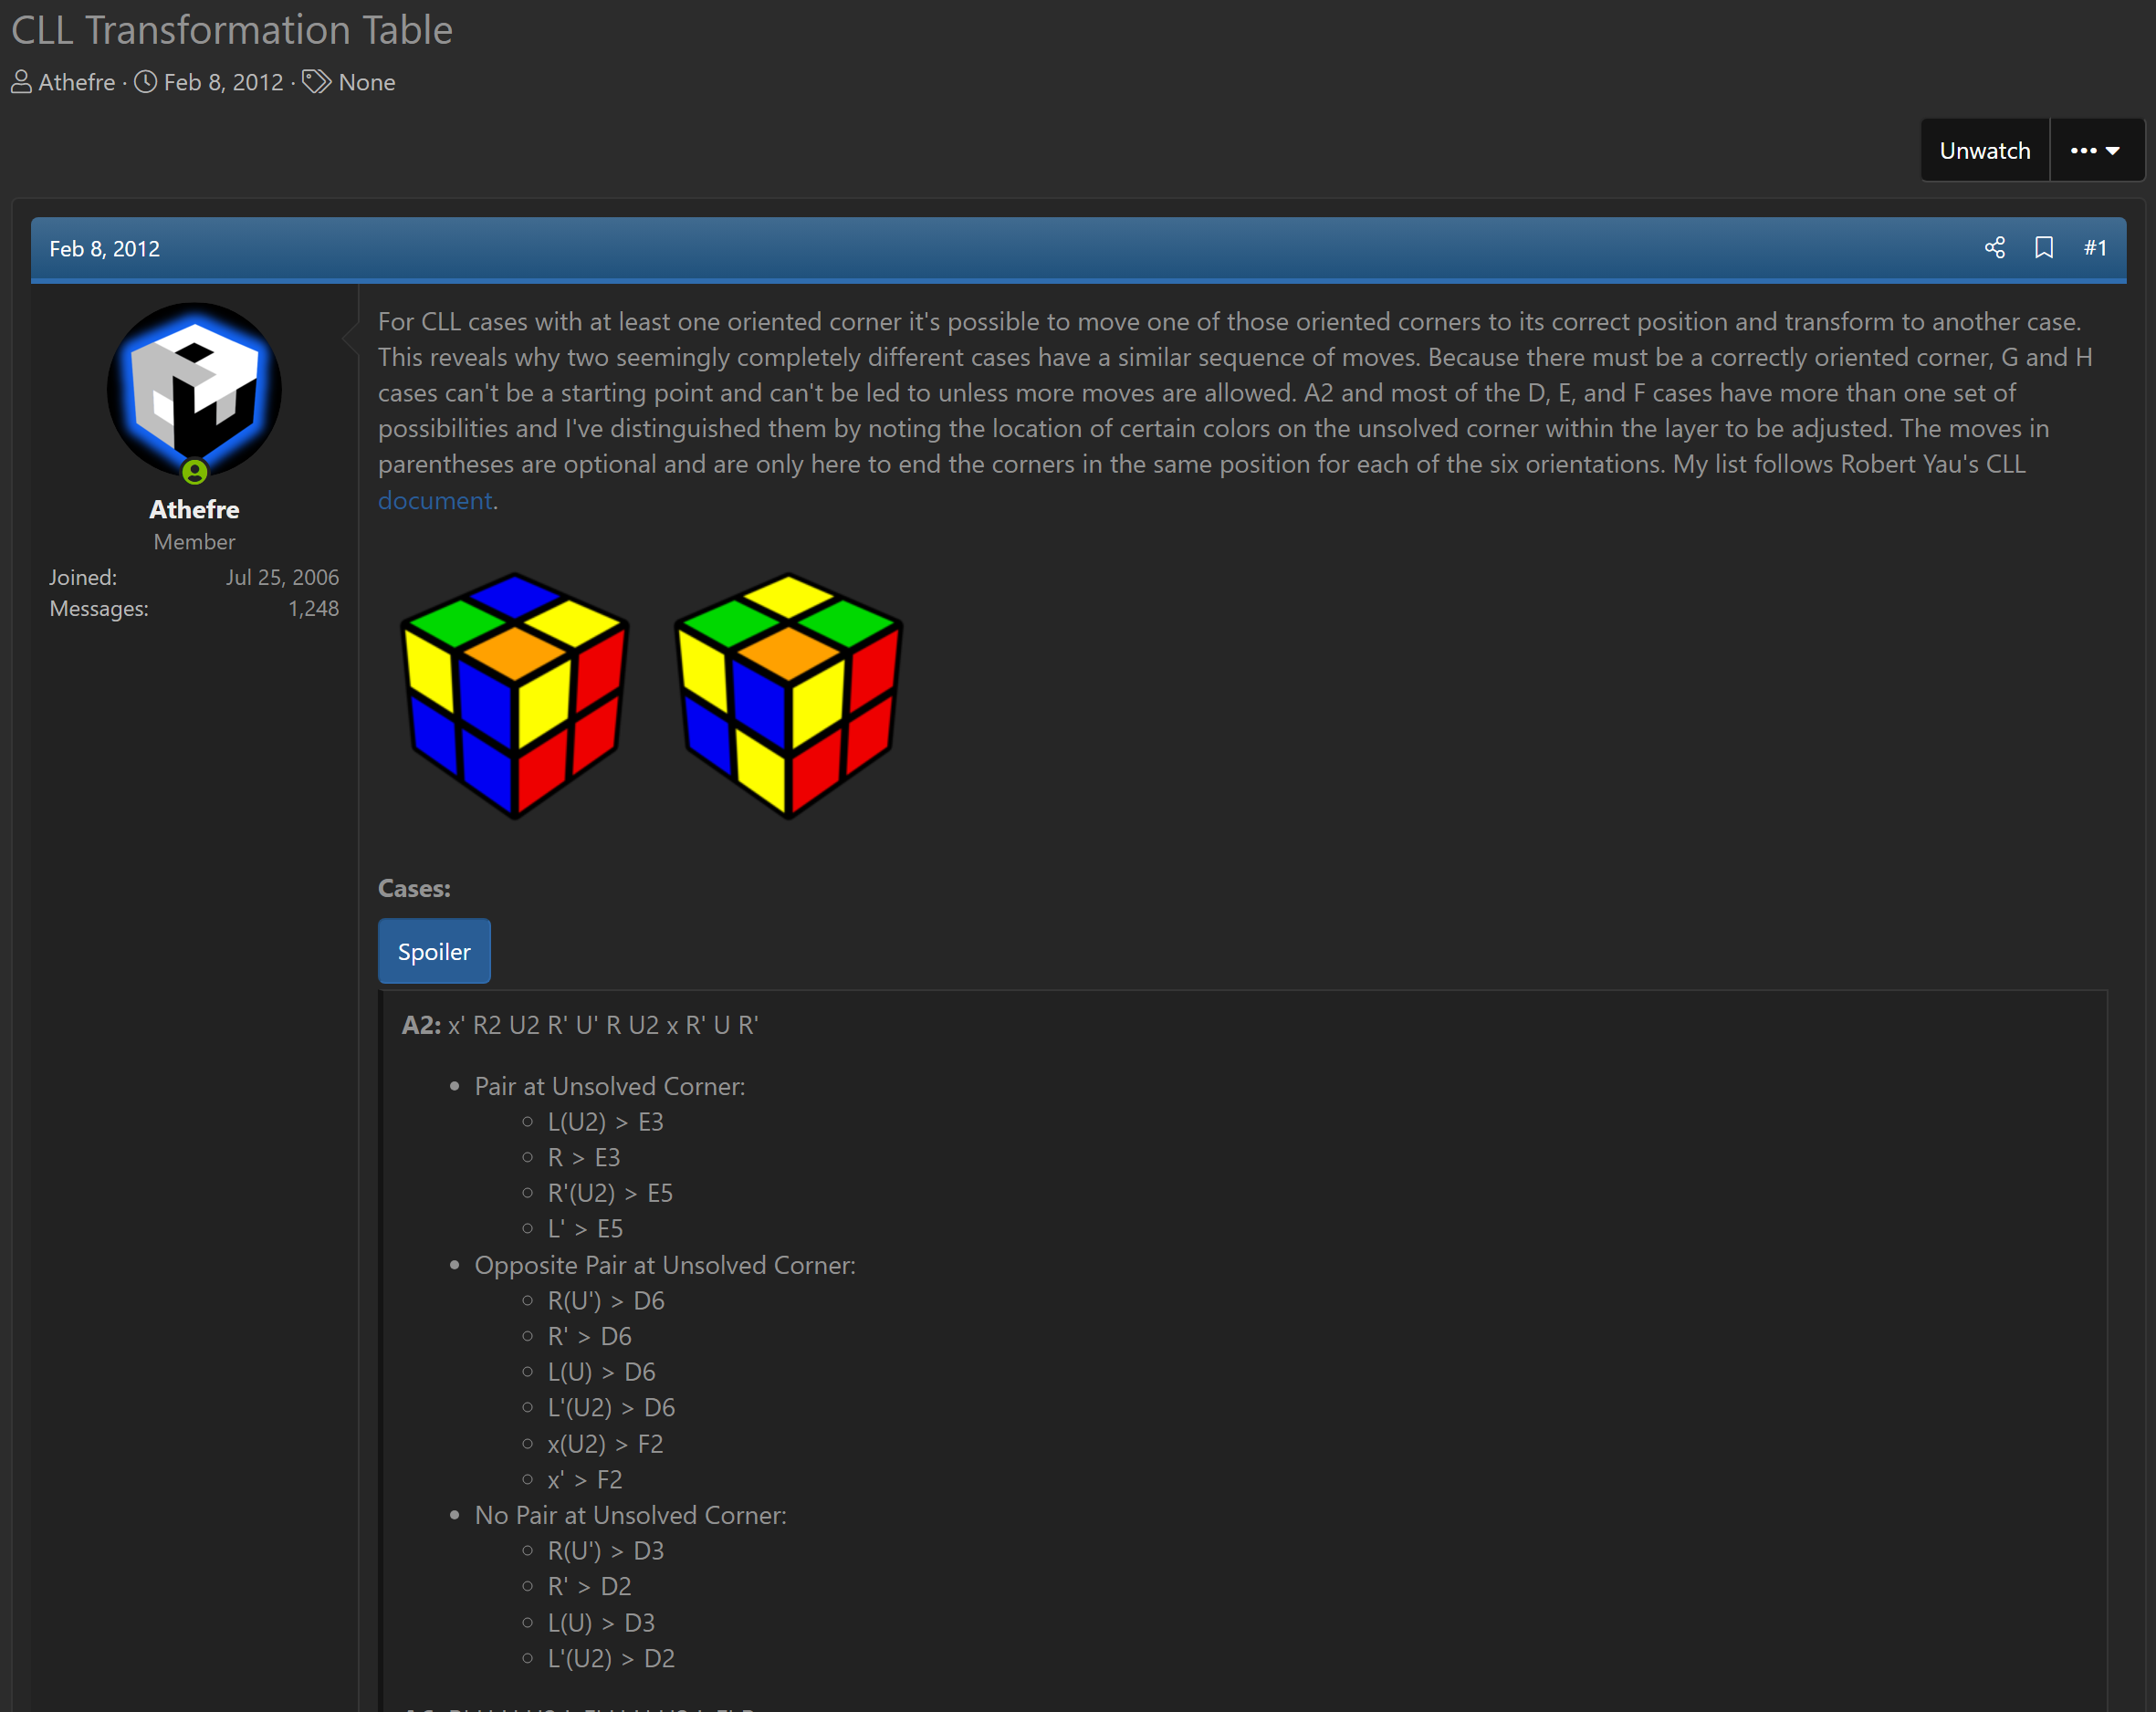 CLL Transformation Table
Athefre · Feb 8, 2012 · None
Unwatch
Feb 8, 2012
#1
Athefre
Member
Joined: Jul 25, 2006
Messages: 1,248
For CLL cases with at least one oriented corner it's possible to move one of those oriented corners to its correct position and transform to another case.
This reveals why two seemingly completely different cases have a similar sequence of moves. Because there must be a correctly oriented corner, G and H
cases can't be a starting point and can't be led to unless more moves are allowed. A2 and most of the D, E, and F cases have more than one set of
possibilities and I've distinguished them by noting the location of certain colors on the unsolved corner within the layer to be adjusted. The moves in
parentheses are optional and are only here to end the corners in the same position for each of the six orientations. My list follows Robert Yau's CLL
document.
Cases:
Spoiler
A2: x' R2 U2 R' U' R U2 x R' U R'
Pair at Unsolved Corner:
L(U2) > E3
R > E3
R'(U2) > E5
L' > E5
Opposite Pair at Unsolved Corner:
R(U') > D6
R' > D6
L(U) > D6
L'(U2) > D6
x(U2) > F2
x' > F2
No Pair at Unsolved Corner:
R(U') > D3
R' > D2
L(U) > D3
L'(U2) > D2